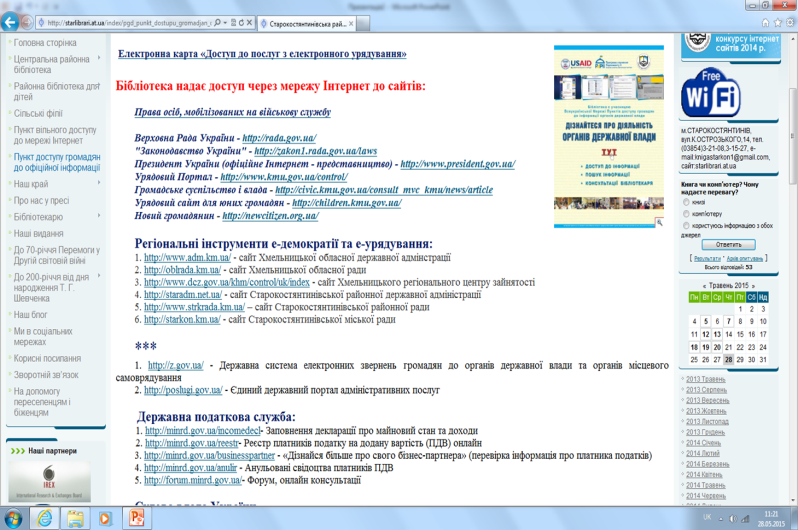 Презентація1 - Microsoft PowerPoint
http://starlibrari.at.ua/index/pgd_punkt_dostupu_gromadjan_
Старокостянтинівська рай...
Головна сторінка
Центральна районна
бібліотека
Районна бібліотека для
дітей
Сільські філії
Пункт вільного доступу
до мережі Інтернет
Пункт доступу громадян
до офіційної інформації
Наш край
Про нас у пресі
Бібліотекарю
Наші видання
До 70-річчя Перемоги у
Другій світовій війні
До 200-річчя від дня
народження Т. Г.
Шевченка
Наш блог
Ми в соціальних
мережах
Корисні посилання
Зворотній зв'язок
На допомогу
переселенцям і
біженцям
>>> Наші партнери
IREX
International Research & Exchanges Board
Електронна карта «Доступ до послуг з електронного урядування»
Бібліотека надає доступ через мережу Інтернет до сайтів:
Права осіб, мобілізованих на військову службу
Верховна Рада України - http://rada.gov.ua/
"Законодавство України" - http://zakon1.rada.gov.ua/laws
Президент України (офіційне Інтернет - представництво) - http://www.president.gov.ua/
Урядовий Портал - http://www.kmu.gov.ua/control/
Громадське суспільство і влада - http://civic.kmu.gov.ua/consult_mvc_kmu/news/article
Урядовий сайт для юних громадян - http://children.kmu.gov.ua/
Новий громадянин - http://newcitizen.org.ua/
USAID
ДІЗНАЙТЕСЯ ПРО ДІЯЛЬНІСТЬ
ОРГАНІВ ДЕРЖАВНОЇ ВЛАДИ
ТУТ
• ДОСТУП ДО ІНФОРМАЦІЇ
• ПОШУК ІНФОРМАЦІЇ
• КОНСУЛЬТАЦІЇ БІБЛІОТЕКАРЯ
Регіональні інструменти е-демократії та е-урядування:
1. http://www.adm.km.ua/ - сайт Хмельницької обласної державної адміністрації
2. http://oblrada.km.ua/ - сайт Хмельницької обласної ради
3. http://www.dcz.gov.ua/khm/control/uk/index - сайт Хмельницького регіонального центру зайнятості
4. http://staradm.net.ua/ - сайт Старокостянтинівської районної державної адміністрації
5. http://www.strkrada.km.ua/ – сайт Старокостянтинівської районної ради
6. http://starkon.km.ua/ - сайт Старокостянтинівської міської ради
***
1. http://z.gov.ua/ - Державна система електронних звернень громадян до органів державної влади та органів місцевого
самоврядування
2. http://poslugi.gov.ua/ - Єдиний державний портал адміністративних послуг
Державна податкова служба:
1. http://minrd.gov.ua/incomedecl- Заповнення декларації про майновий стан та доходи
2. http://minrd.gov.ua/reestr- Реєстр платників податку на додану вартість (ПДВ) онлайн
3. http://minrd.gov.ua/businesspartner - «Дізнайся більше про свого бізнес-партнера» (перевірка інформація про платника податків)
4. http://minrd.gov.ua/anulir - Анульовані свідоцтва платників ПДВ
5. http://forum.minrd.gov.ua/- Форум, онлайн консультації
конкурсу інтернет
сайтів 2014 р.
Free
Wi Fi
м.СТАРОКОСТЯНТИНІВ,
вул.К.ОСТРОЗЬКОГО,14, тел.
(03854)3-21-08,3-15-27, e-
mail:knigastarkon1@gmail.com,
сайт:starlibrari.at.ua
Книга чи комп'ютер? Чому
надаєте перевагу?
книзі
комп'ютеру
користуюсь інформацією з обох
джерел
Ответить
[ Результаты · Архив опросов ]
Всього відповідей: 53
« Травень 2015 »
Пн Вт Ср Чт Пт Сб Нд
1 2 3
4 5 6 7 8 9 10
11 12 13 14 15 16 17
18 19 20 21 22 23 24
25 26 27 28 29 30 31
2013 Травень
2013 Серпень
2013 Вересень
2013 Жовтень
2013 Листопад
2013 Грудень
2014 Січень
2014 Лютий
2014 Березень
2014 Квітень
2014 Травень
2014 Червень
UK
11:21
28.05.2015